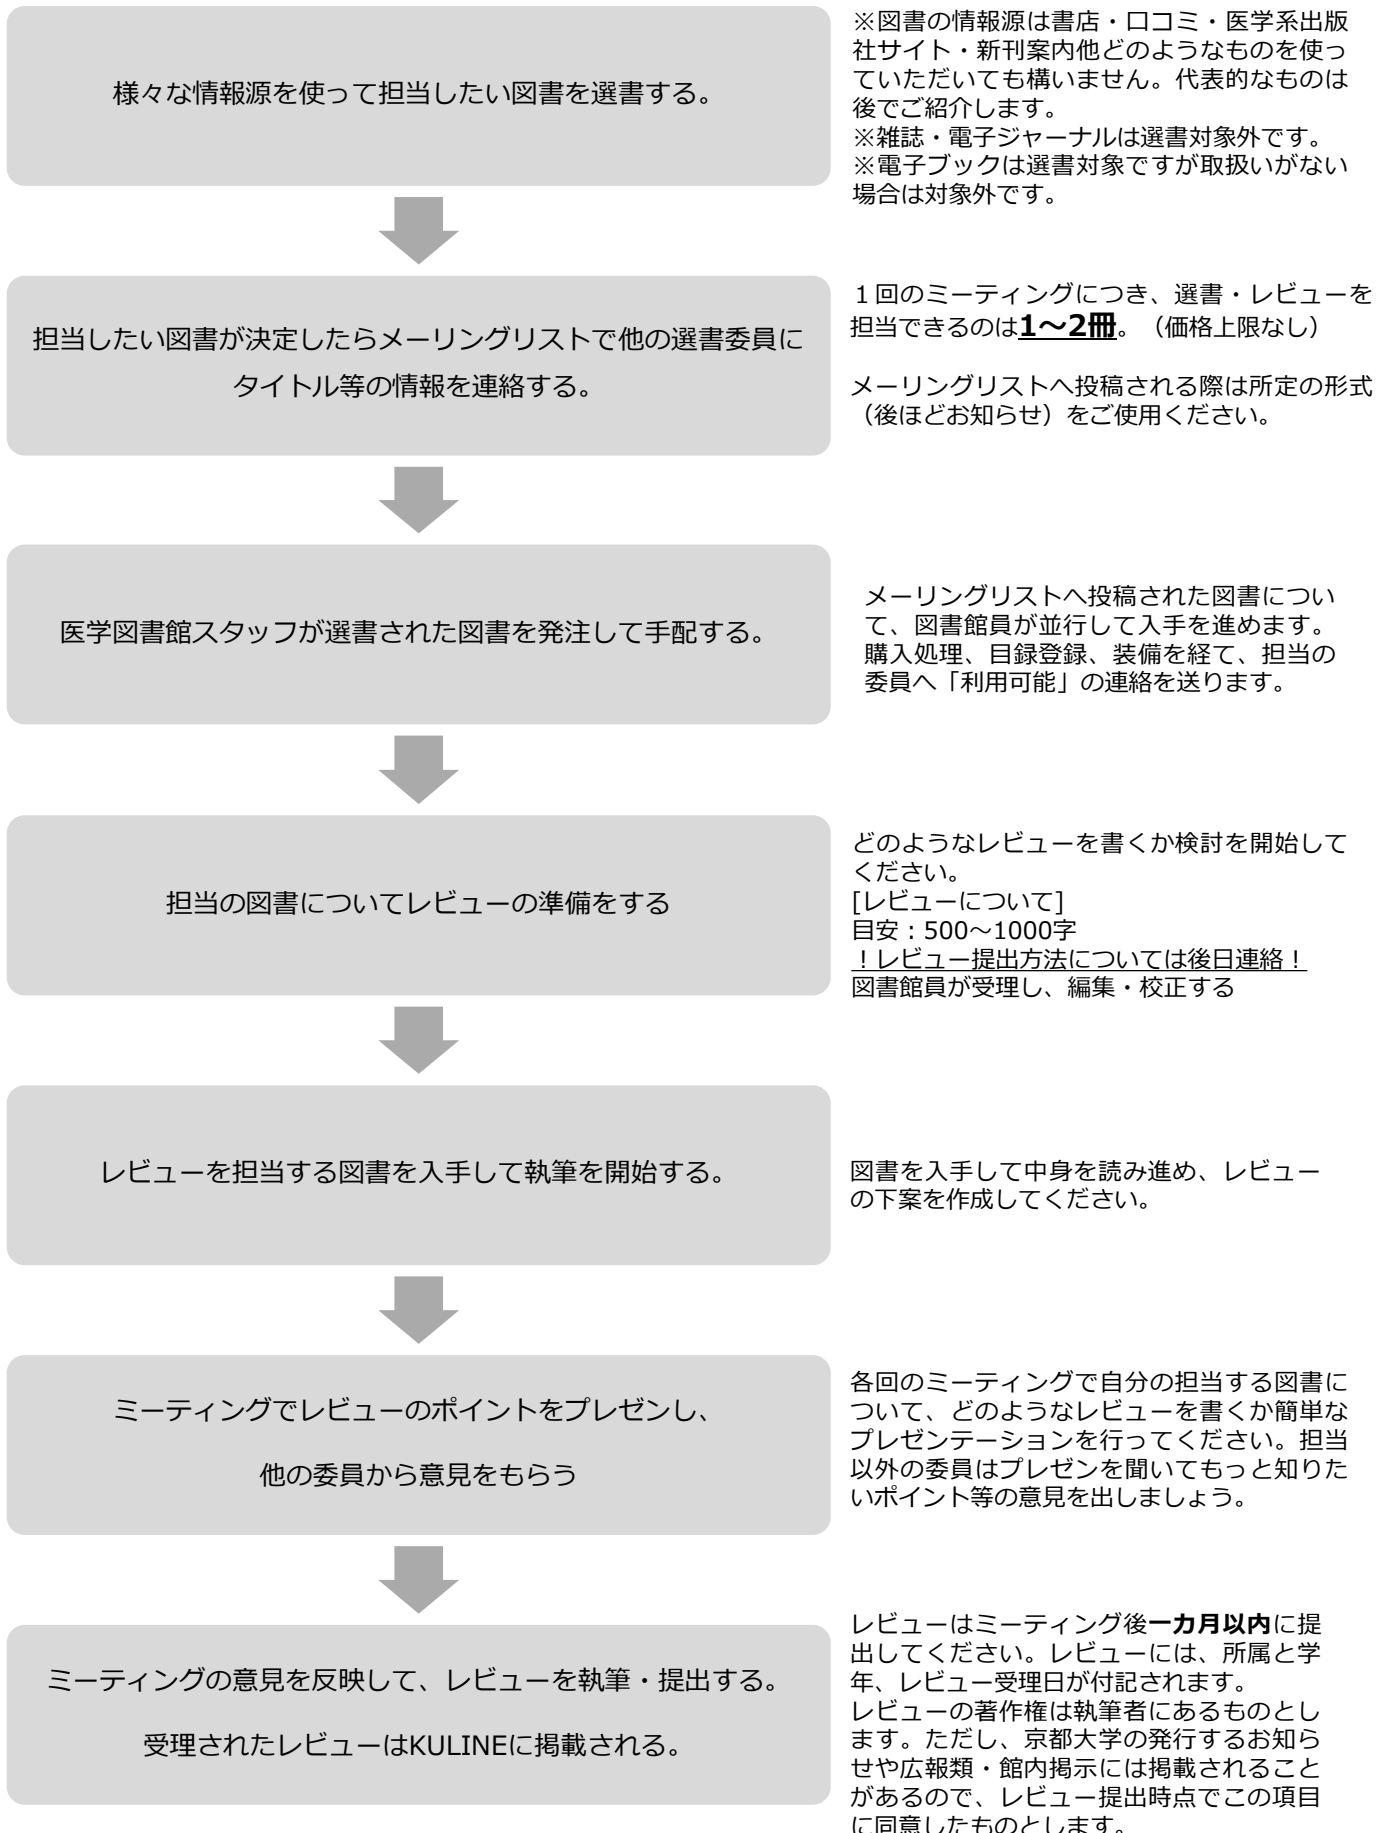 様々な情報源を使って担当したい図書を選書する。
※図書の情報源は書店・口コミ・医学系出版
社サイト・新刊案内他どのようなものを使っ
ていただいても構いません。代表的なものは
後でご紹介します。
※雑誌・電子ジャーナルは選書対象外です。
※電子ブックは選書対象ですが取扱いがない
場合は対象外です。
担当したい図書が決定したらメーリングリストで他の選書委員に
タイトル等の情報を連絡する。
１回のミーティングにつき、選書・レビューを
担当できるのは1～2冊。（価格上限なし）
メーリングリストへ投稿される際は所定の形式
（後ほどお知らせ）をご使用ください。
医学図書館スタッフが選書された図書を発注して手配する。
メーリングリストへ投稿された図書につい
て、図書館員が並行して入手を進めます。
購入処理、目録登録、装備を経て、担当の
委員へ「利用可能」の連絡を送ります。
担当の図書についてレビューの準備をする
どのようなレビューを書くか検討を開始して
ください。
[レビューについて]
目安：500～1000字
！レビュー提出方法については後日連絡！
図書館員が受理し、編集・校正する
レビューを担当する図書を入手して執筆を開始する。
図書を入手して中身を読み進め、レビュー
の下案を作成してください。
ミーティングでレビューのポイントをプレゼンし、
他の委員から意見をもらう
各回のミーティングで自分の担当する図書に
ついて、どのようなレビューを書くか簡単な
プレゼンテーションを行ってください。担当
以外の委員はプレゼンを聞いてもっと知りた
いポイント等の意見を出しましょう。
ミーティングの意見を反映して、レビューを執筆・提出する。
受理されたレビューはKULINEに掲載される。
レビューはミーティング後一カ月以内に提
出してください。レビューには、所属と学
年、レビュー受理日が付記されます。
レビューの著作権は執筆者にあるものとし
ます。ただし、京都大学の発行するお知ら
せや広報類・館内掲示には掲載されること
があるので、レビュー提出時点でこの項目
に同意したものとします。